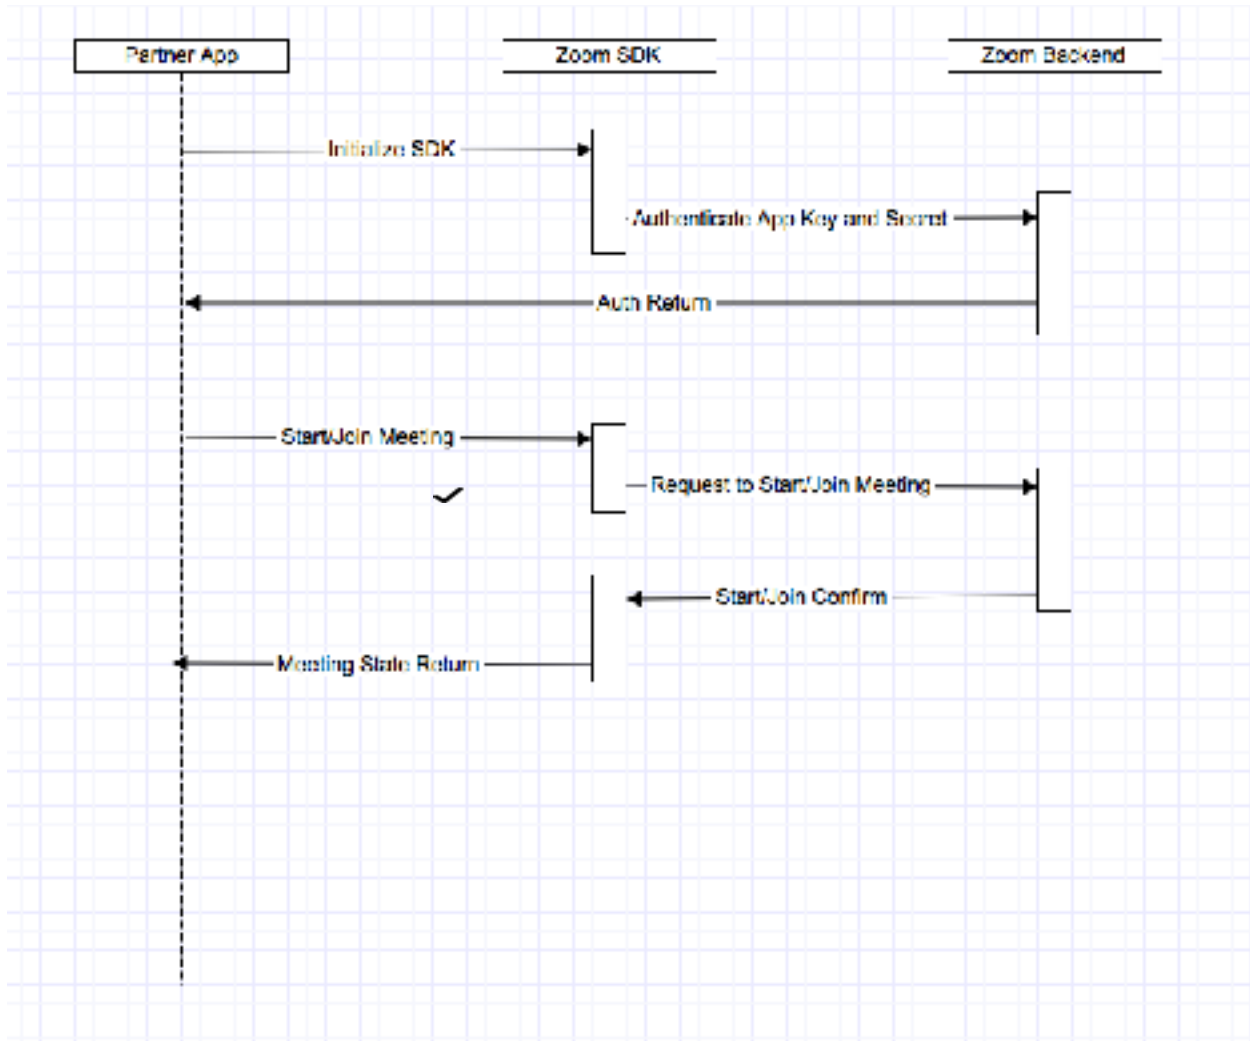 Partner App
Zoom SDK
Zoom Backend
Initialize SDK
Authenticate App Key and Secret
Auth Return
Start/Join Meeting
Request to Start/Join Meeting
Start/Join Confirm
Meeting State Return